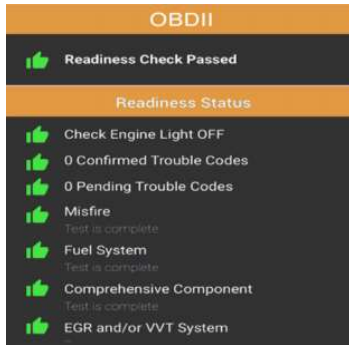 OBDII
Readiness Check Passed
Readiness Status
Check Engine Light OFF
0 Confirmed Trouble Codes
0 Pending Trouble Codes
Misfire
Test is complete
Fuel System
Test is complete
Comprehensive Component
Test is complete
EGR and/or VVT System